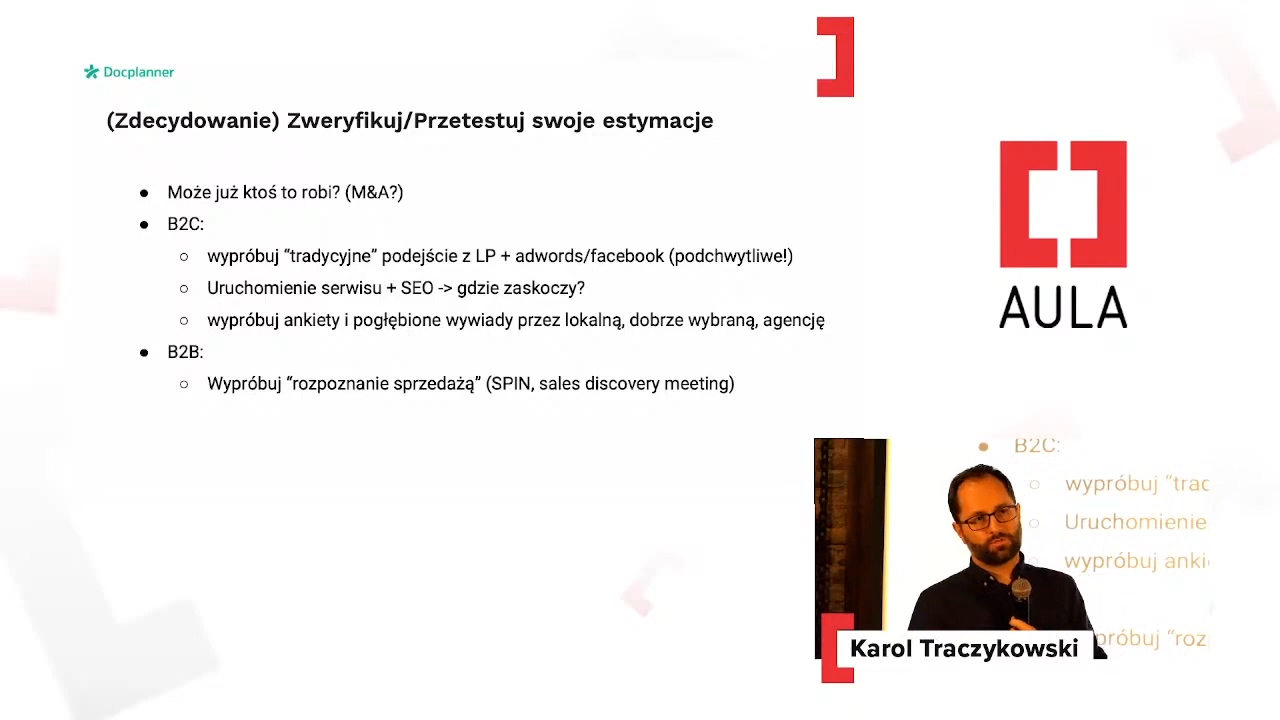 Docplanner
(Zdecydowanie) Zweryfikuj/Przetestuj swoje estymacje
● Może już ktoś to robi? (M&A?)
● B2C:
○ wypróbuj “tradycyjne” podejście z LP + adwords/facebook (podchwytliwe!)
○ Uruchomienie serwisu + SEO -> gdzie zaskoczy?
○ wypróbuj ankiety i pogłębione wywiady przez lokalną, dobrze wybraną, agencję
● B2B:
○ Wypróbuj “rozpoznanie sprzedażą” (SPIN, sales discovery meeting)
AULA
● B2C:
○ wypróbuj “trad
○ Uruchomienie
○ wypróbuj anki
próbuj “roz
Karol Traczykowski